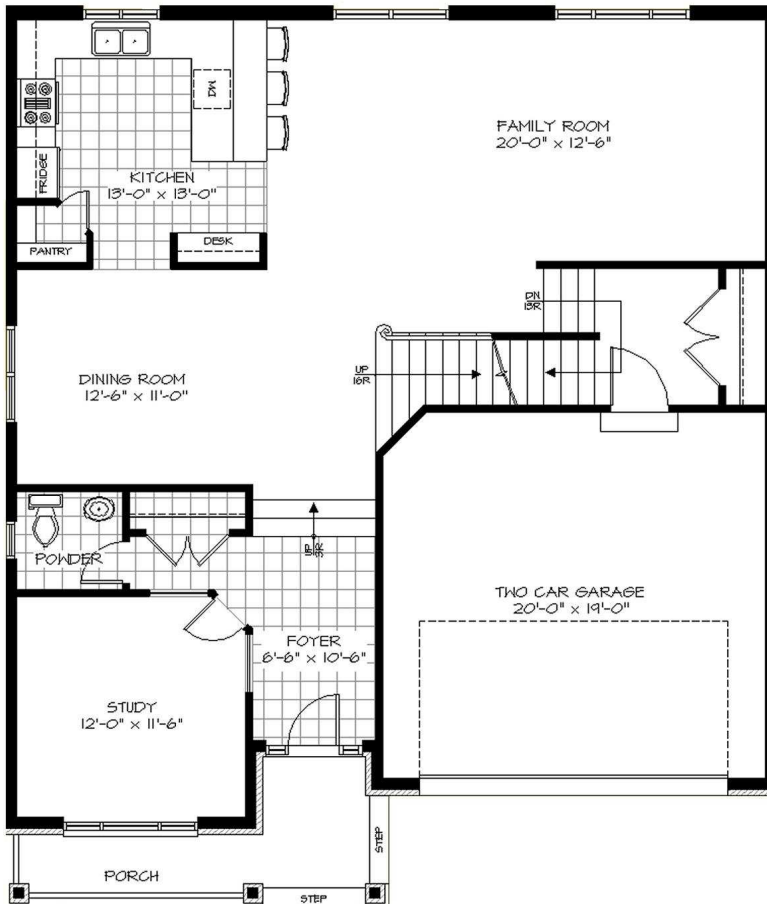 DW
FAMILY ROOM
20'-0" x 12'-6"
FRIDGE
KITCHEN
13'-0" x 13'-0"
PANTRY
DESK
DN
13R
UP
16R
DINING ROOM
12'-6" x 11'-0"
POWDER
UP
3R
TWO CAR GARAGE
20'-0" x 19'-0"
FOYER
6'-6" x 10'-6"
STUDY
12'-0" x 11'-6"
STEP
PORCH
STEP